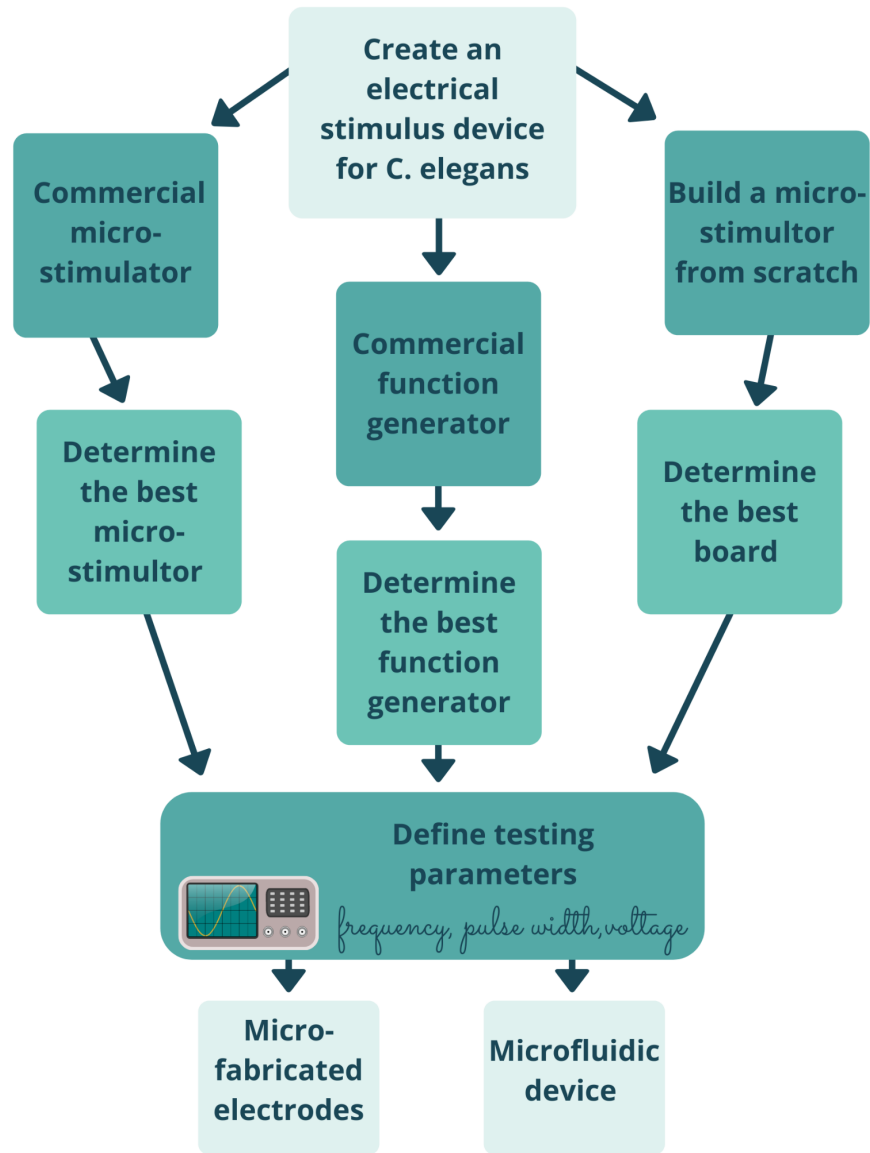 Create an
electrical
stimulus device
for C. elegans
Commercial
micro-
stimulator
Commercial
function
generator
Build a micro-
stimultor
from scratch
Determine
the best
micro-
stimultor
Determine
the best
function
generator
Determine
the best
board
Define testing
parameters
frequency, pulse width,voltage
Micro-
fabricated
electrodes
Microfluidic
device